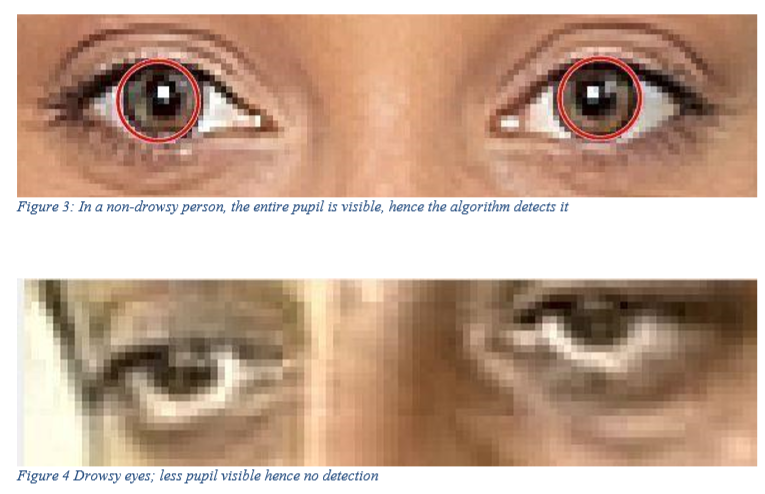 Figure 3: In a non-drowsy person, the entire pupil is visible, hence the algorithm detects it
Figure 4 Drowsy eyes; less pupil visible hence no detection